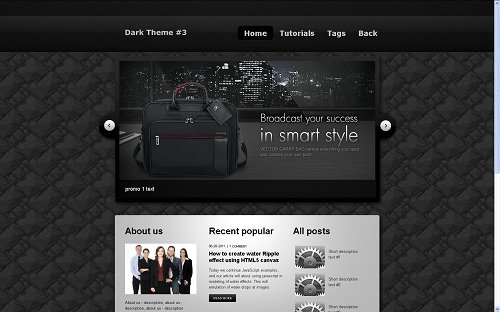 Dark Theme #3
Home Tutorials Tags Back
Broadcast your success
in smart style
VECTOR CARRY BAG carries everything you need
and creates your own past!
promo 1 text
About us
About us - description, about us -
description, about us - description,
Recent popular
06-20-2011 | 1 COMMENT
How to create water Ripple
effect using HTML5 canvas
Today we continue JavaScript examples,
and our article will about using javascript in
modeling of water effects. This will
simulation of water drops at images.
READ MORE
All posts
Short description
text #1
Short description
text #2
Short description
text #3